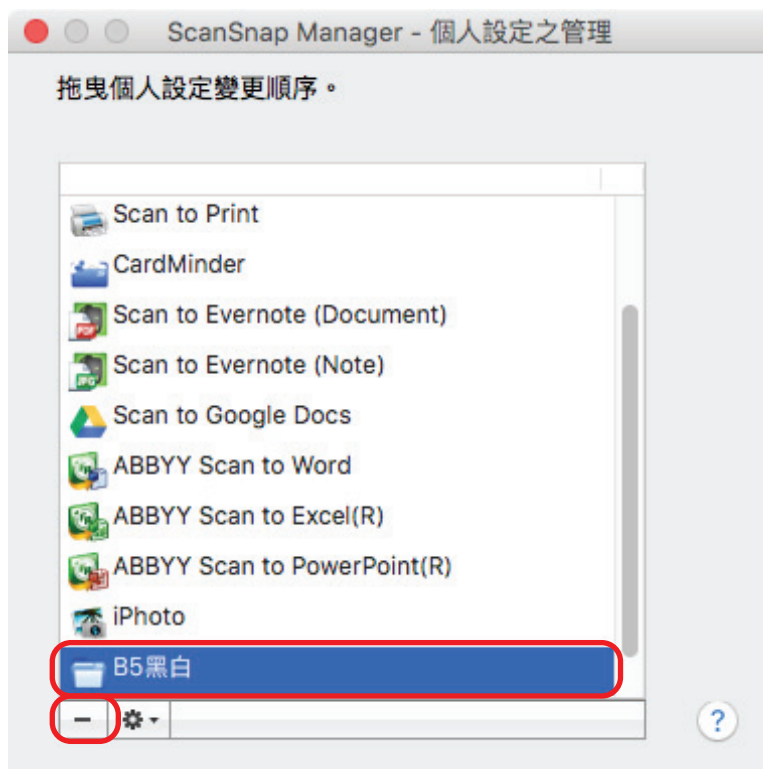 ScanSnap Manager - 個人設定之管理
拖曳個人設定變更順序。
Scan to Print
CardMinder
PDF
Scan to Evernote (Document)
JPG
Scan to Evernote (Note)
Scan to Google Docs
ABBYY Scan to Word
ABBYY Scan to Excel(R)
ABBYY Scan to PowerPoint(R)
iPhoto
B5黑白
?